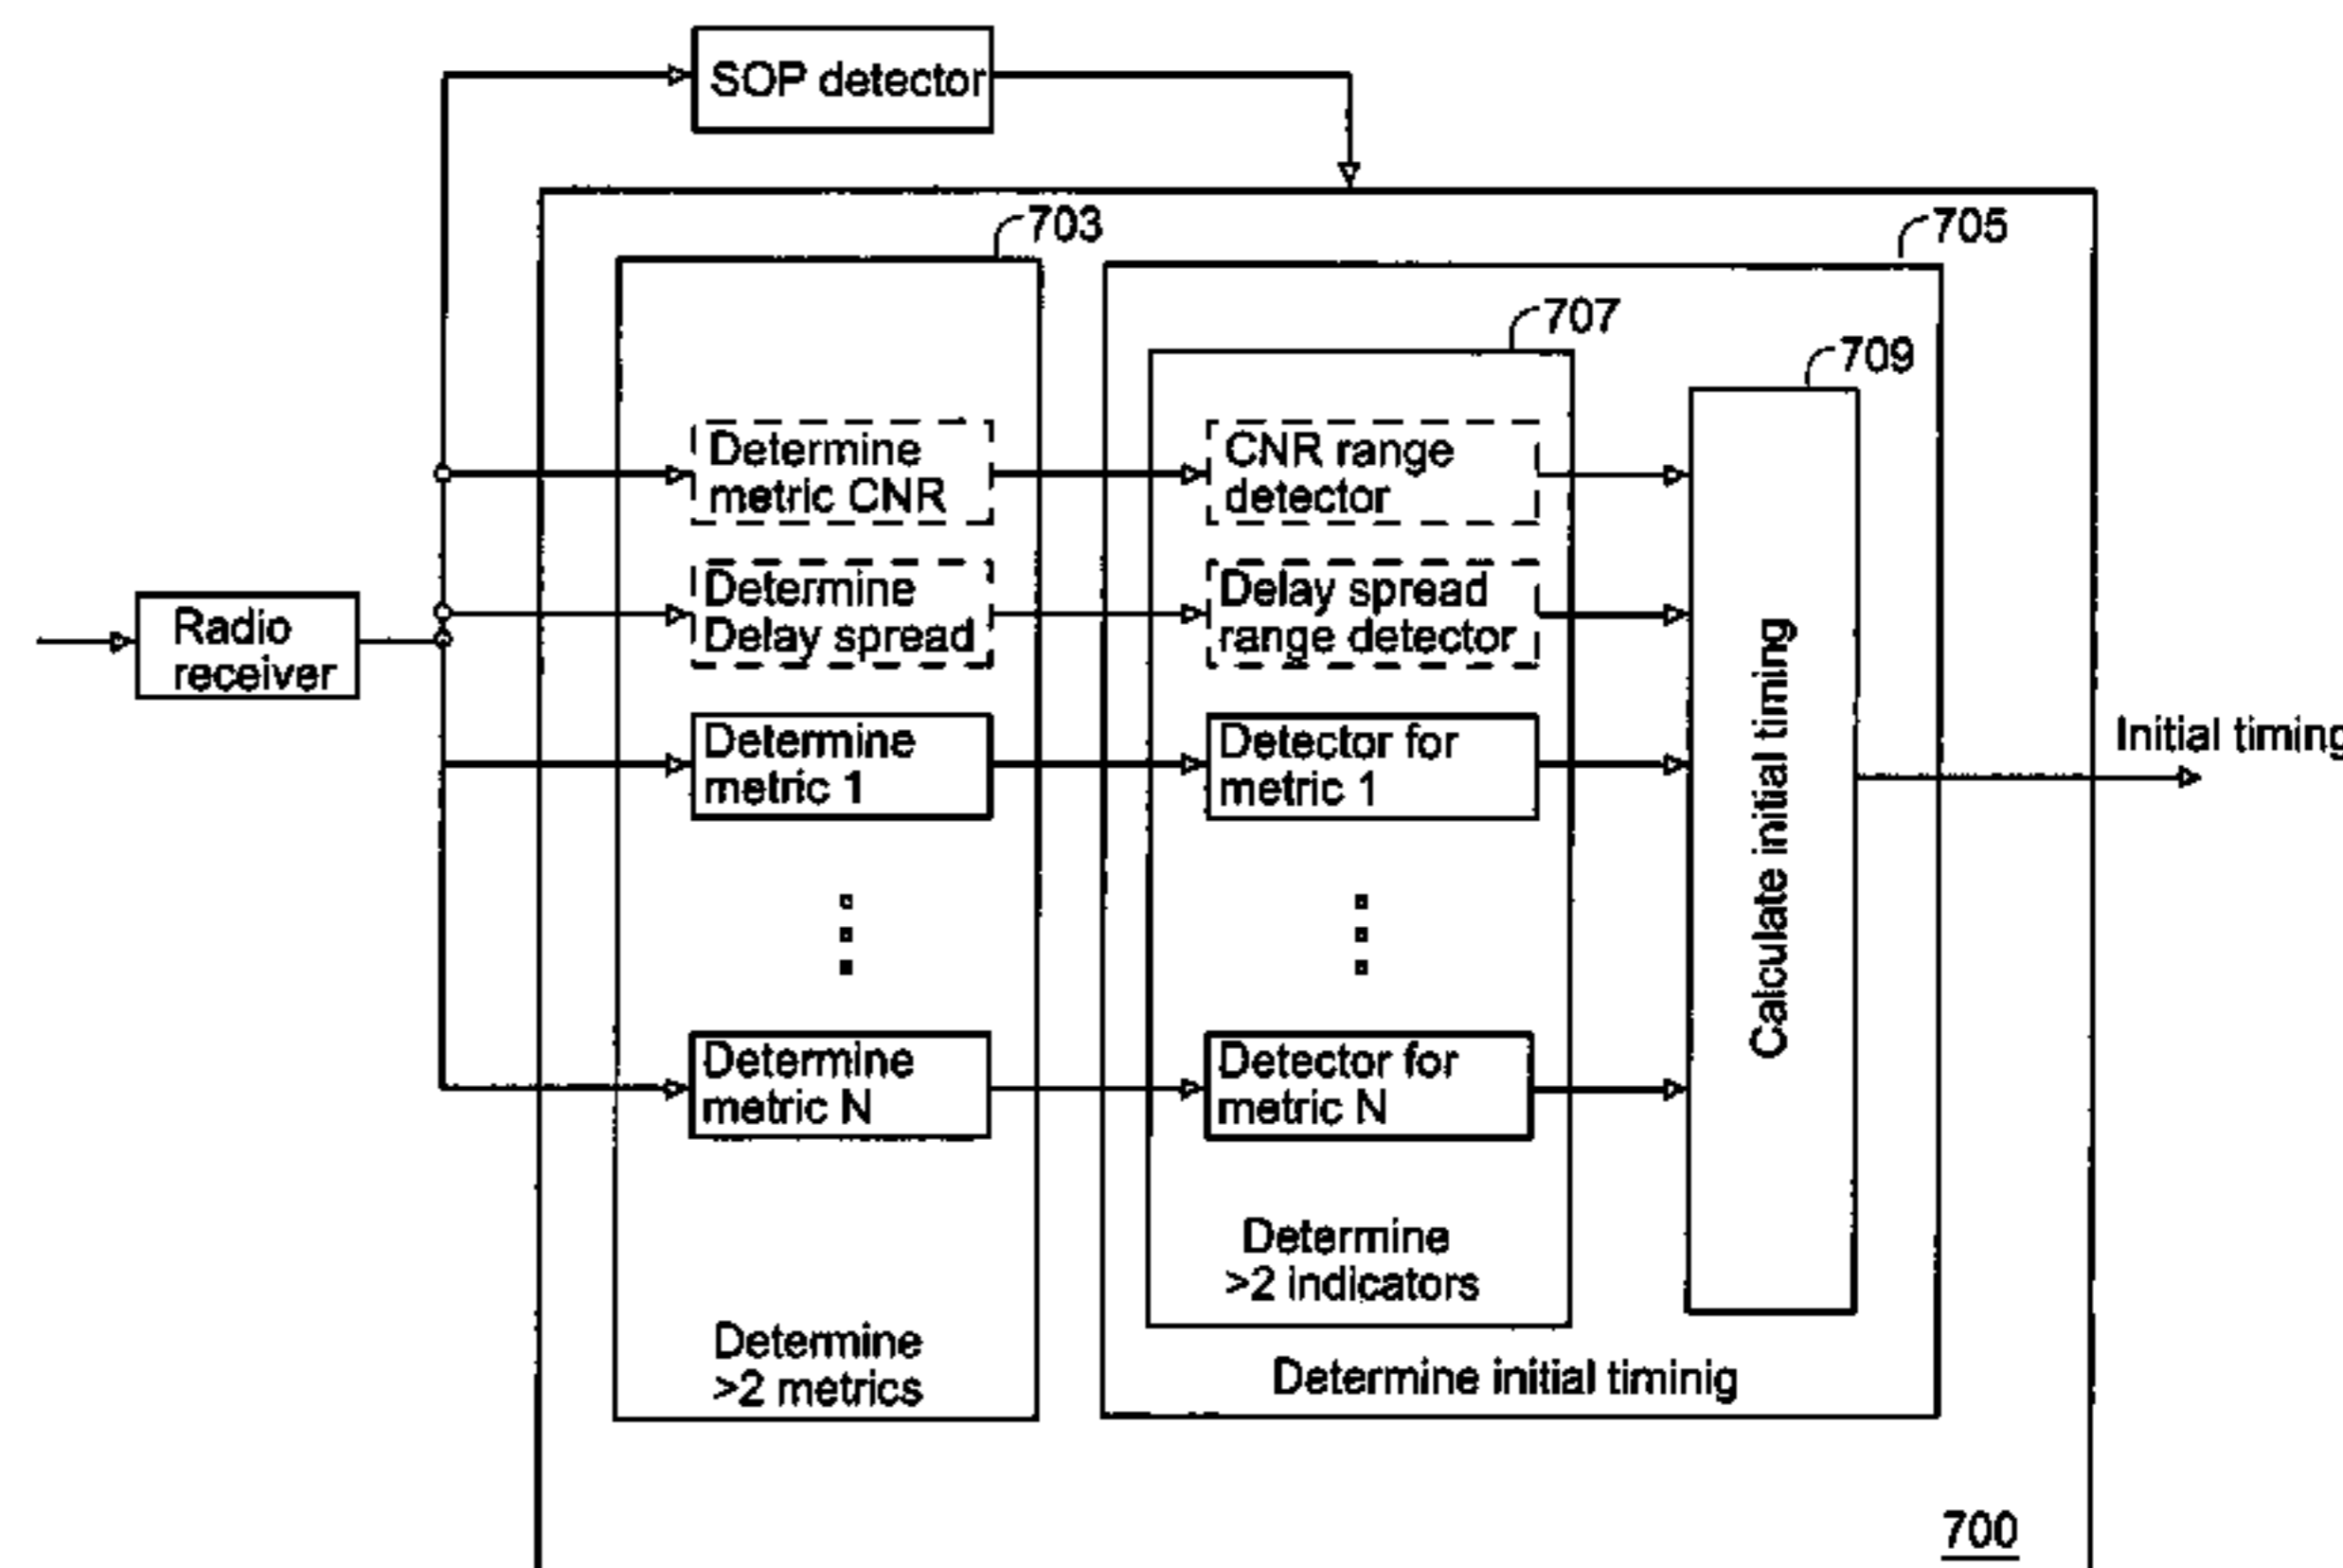 SOP detector
703
705
707
709
Determine
metric CNR
CNR range
detector
Determine
Delay spread
Delay spread
range detector
Radio
receiver
Determine
metric 1
Detector for
metric 1
Calculate initial timing
Initial timing
Determine
metric N
Detector for
metric N
Determine
>2 indicators
Determine
>2 metrics
Determine initial timinig
700